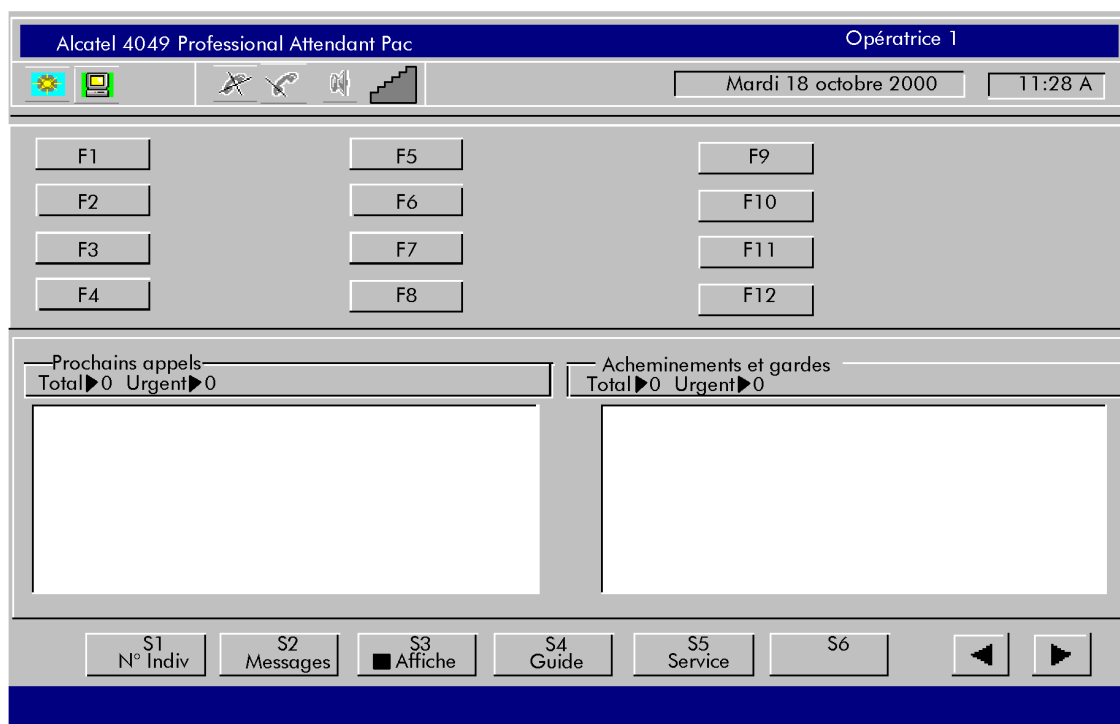 Alcatel 4049 Professional Attendant Pac Opératrice 1
Mardi 18 octobre 2000 11:28 A
F1 F5 F9
F2 F6 F10
F3 F7 F11
F4 F8 F12
Prochains appels Acheminements et gardes
Total▶0 Urgent▶0 Total▶0 Urgent▶0
S1 S2 S3 S4 S5 S6
N° Indiv Messages Affiche Guide Service